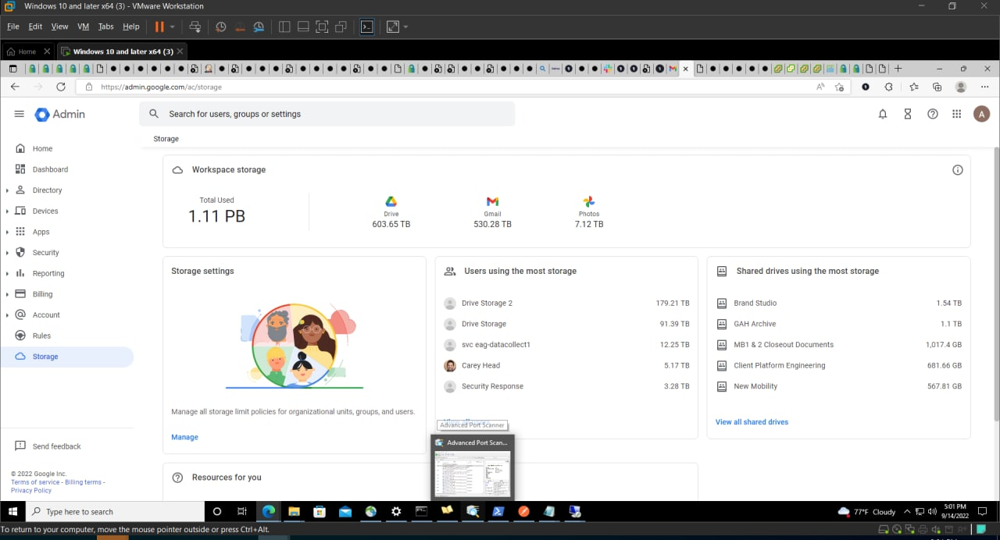 Windows 10 and later x64 (3) - VMware Workstation
File Edit View VM Tabs Help
Home
Windows 10 and later x64 (3)
https://admin.google.com/ac/storage
Admin
Search for users, groups or settings
A
Storage
Home
Dashboard
Directory
Devices
Apps
Security
Reporting
Billing
Account
Rules
Storage
Send feedback
© 2022 Google Inc.
Terms of service - Billing terms -
Privacy Policy
Workspace storage
Total Used
1.11 PB
Drive
603.65 TB
Gmail
530.28 TB
Photos
7.12 TB
Storage settings
Manage all storage limit policies for organizational units, groups, and users.
Manage
Users using the most storage
Drive Storage 2 179.21 TB
Drive Storage 91.39 TB
svc eag-datacollect1 12.25 TB
Carey Head 5.17 TB
Security Response 3.28 TB
Shared drives using the most storage
Brand Studio 1.54 TB
GAH Archive 1.1 TB
MB1 & 2 Closeout Documents 1,017.4 GB
Client Platform Engineering 681.66 GB
New Mobility 567.81 GB
View all shared drives
Advanced Port Scanner
Advanced Port Scan...
Resources for you
Type here to search
77°F Cloudy
5:01 PM
9/14/2022
To return to your computer, move the mouse pointer outside or press Ctrl+Alt.